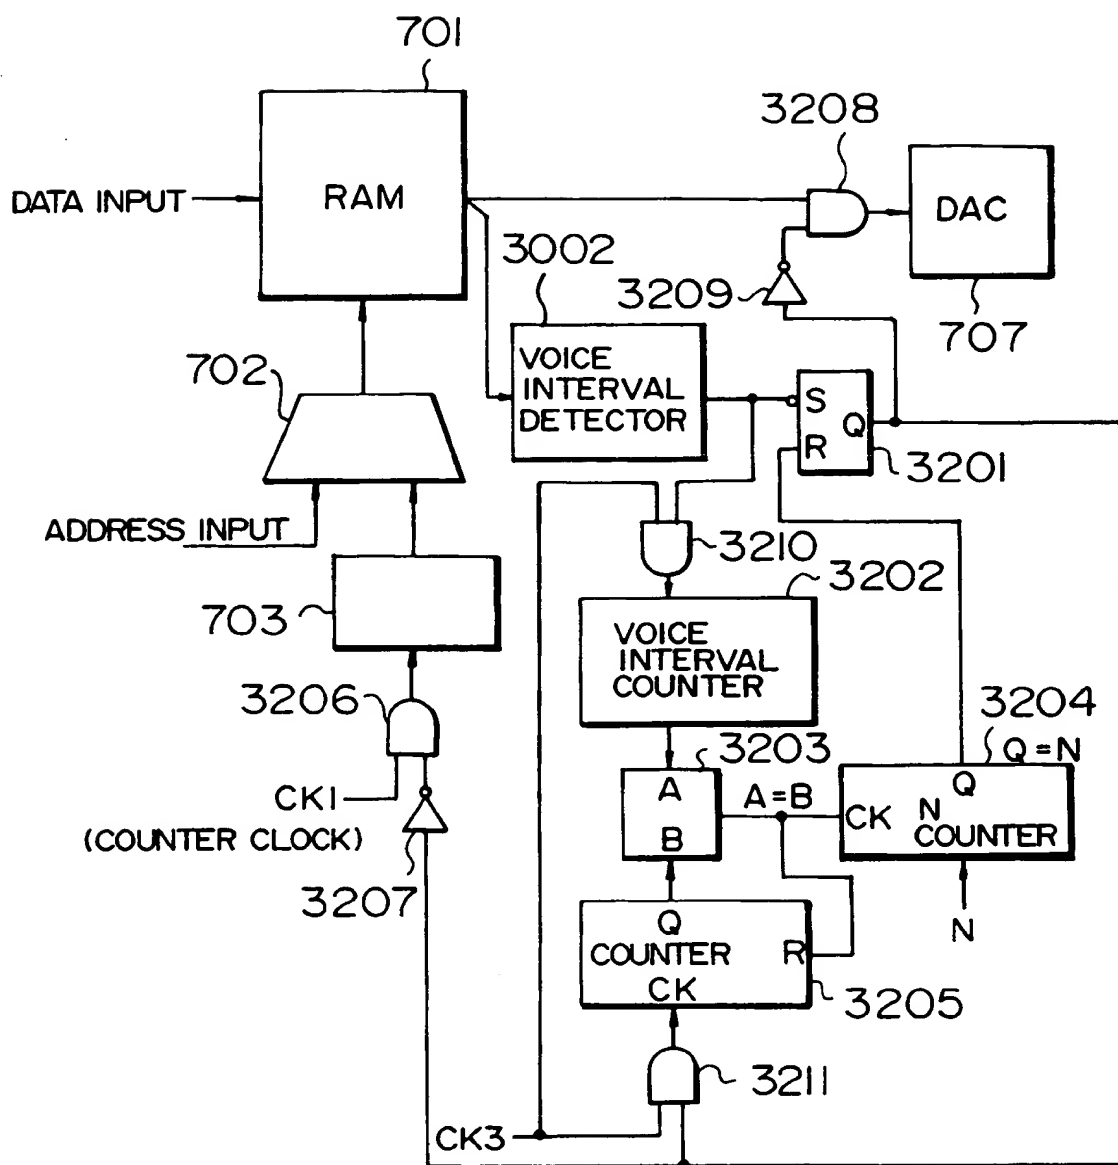 701
3208
DATA INPUT
RAM
DAC
3002
3209
707
VOICE
INTERVAL
DETECTOR
702
S
Q
R
3201
ADDRESS INPUT
3210
3202
703
VOICE
INTERVAL
COUNTER
3206
3204
3203
Q=N
A
A=B
Q
CK1
CK
N
COUNTER
(COUNTER CLOCK)
B
3207
Q
N
COUNTER
R
CK
3205
3211
CK3